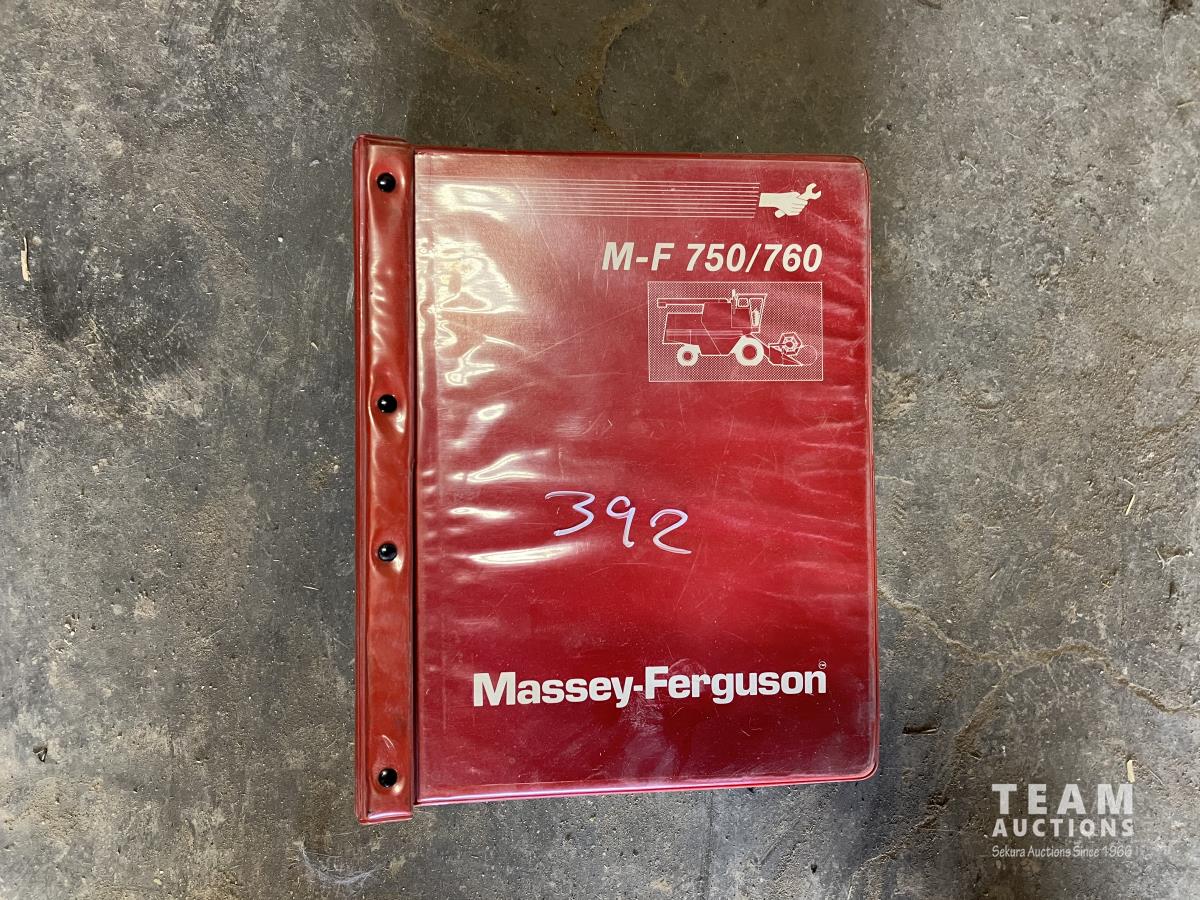 M-F 750/760
392
Massey-Ferguson
TEAM
AUCTIONS
Sekura Auctions Since 1966